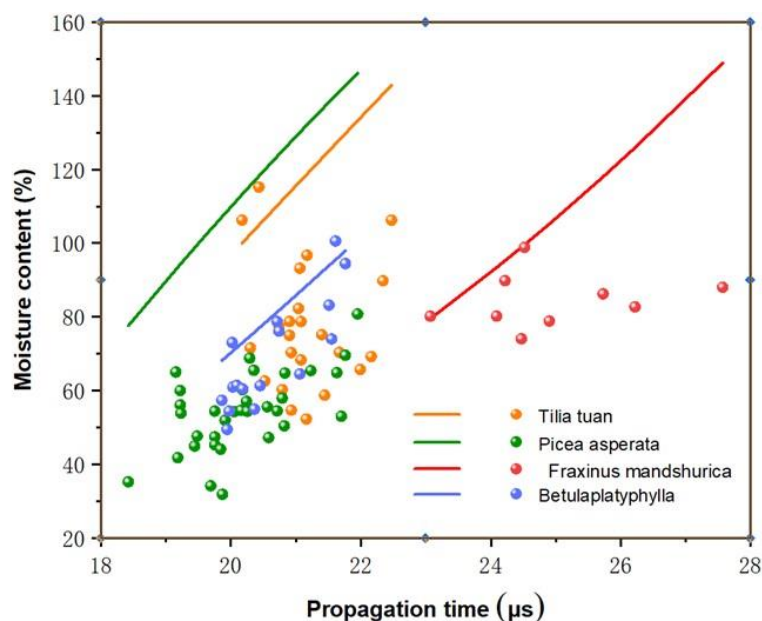 160
140
120
100
80
60
40
20
18
20
22
24
26
28
Moisture content (%)
Propagation time (μs)
Tilia tuan
Picea asperata
Fraxinus mandshurica
Betulaplatyphylla